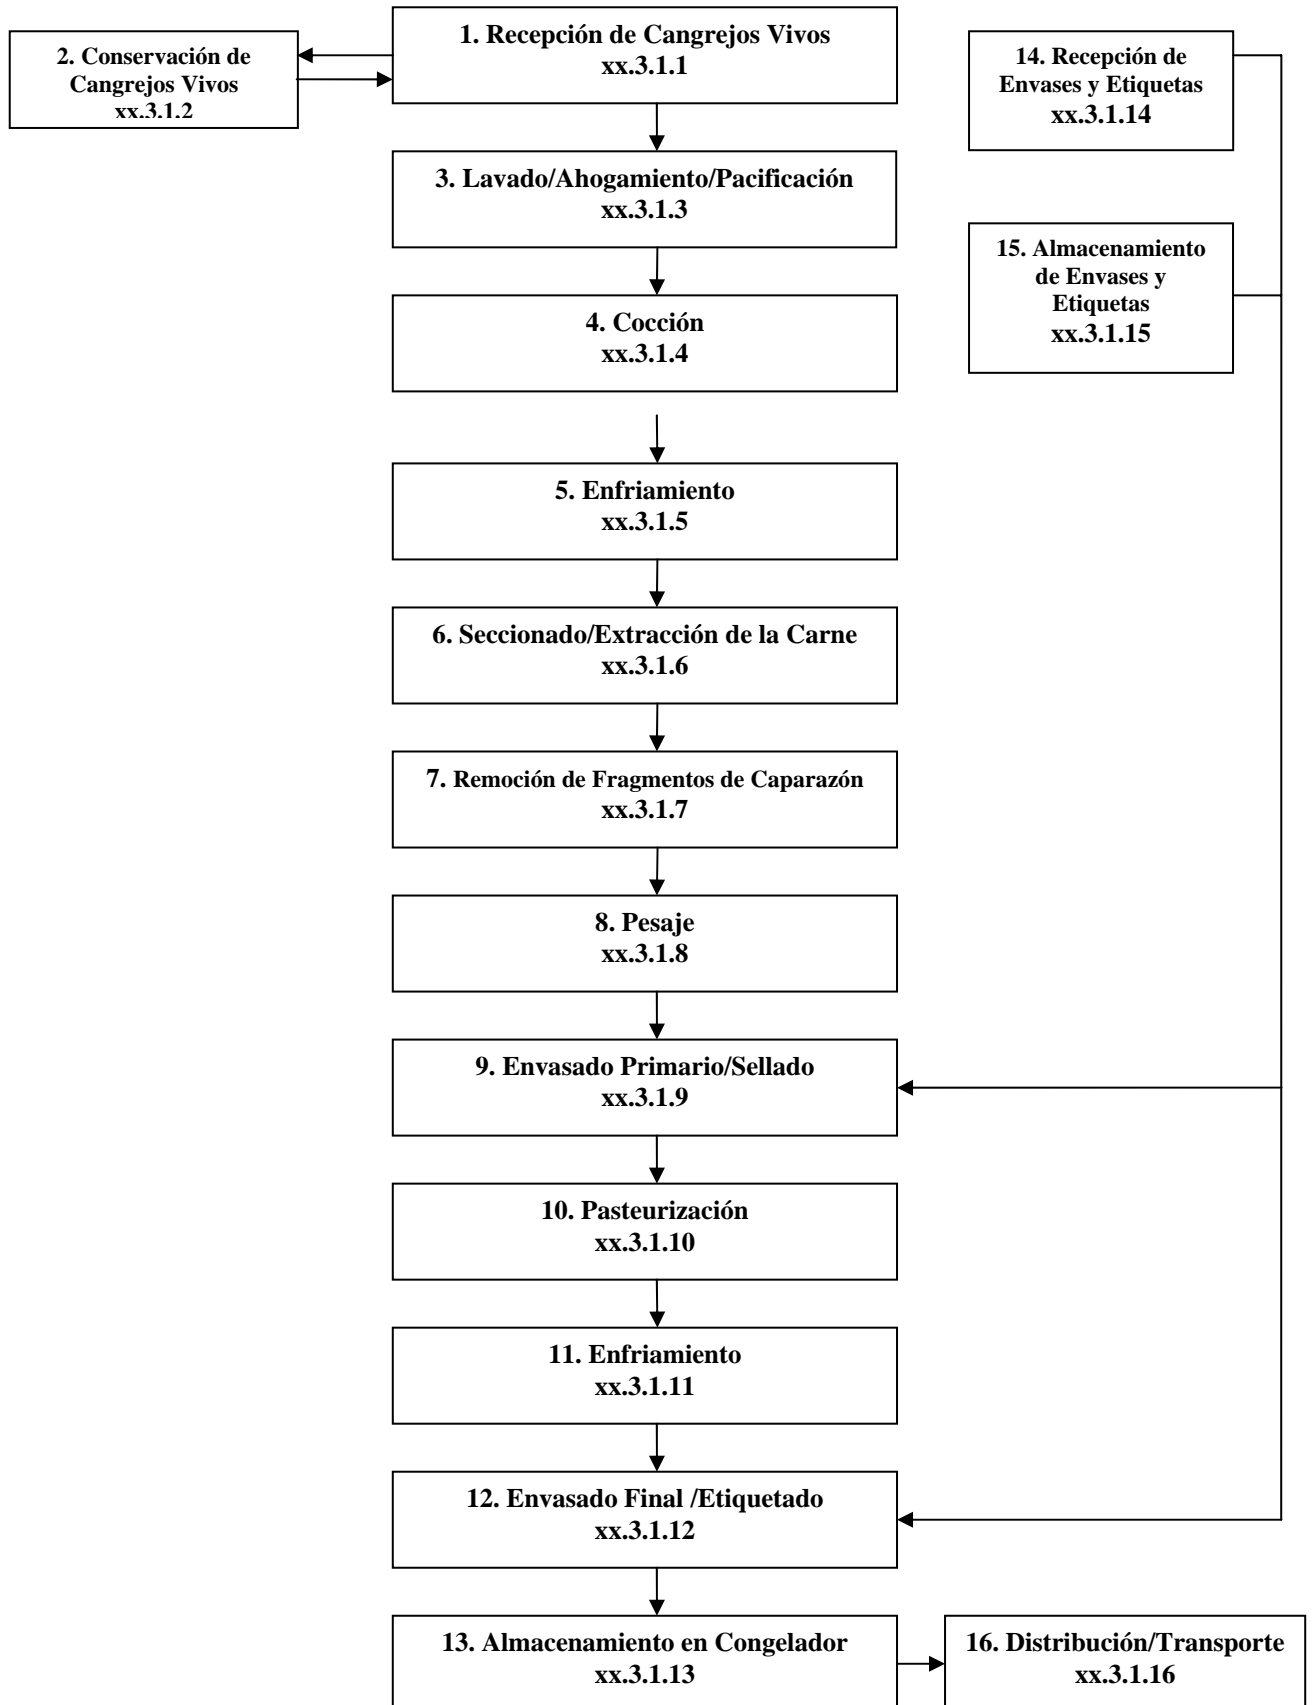 1. Recepción de Cangrejos Vivos
xx.3.1.1
2. Conservación de
Cangrejos Vivos
xx.3.1.2
14. Recepción de
Envases y Etiquetas
xx.3.1.14
3. Lavado/Ahogamiento/Pacificación
xx.3.1.3
15. Almacenamiento
de Envases y
Etiquetas
xx.3.1.15
4. Cocción
xx.3.1.4
5. Enfriamiento
xx.3.1.5
6. Seccionado/Extracción de la Carne
xx.3.1.6
7. Remoción de Fragmentos de Caparazón
xx.3.1.7
8. Pesaje
xx.3.1.8
9. Envasado Primario/Sellado
xx.3.1.9
10. Pasteurización
xx.3.1.10
11. Enfriamiento
xx.3.1.11
12. Envasado Final /Etiquetado
xx.3.1.12
13. Almacenamiento en Congelador
xx.3.1.13
16. Distribución/Transporte
xx.3.1.16